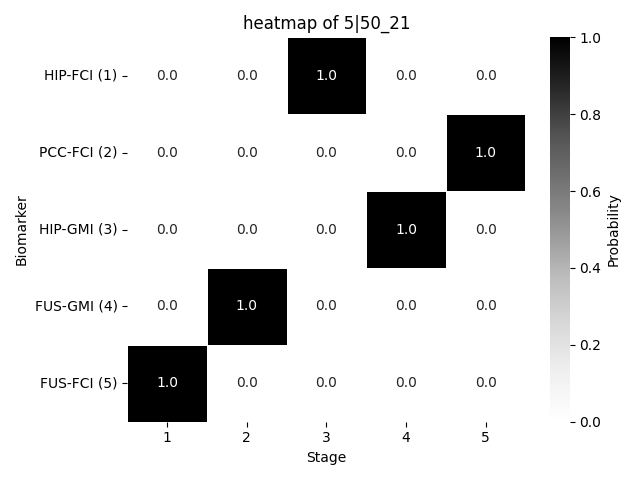 heatmap of 5|50_21
HIP-FCI (1) 0.0 0.0 1.0 0.0 0.0
PCC-FCI (2) 0.0 0.0 0.0 0.0 1.0
HIP-GMI (3) 0.0 0.0 0.0 1.0 0.0
FUS-GMI (4) 0.0 1.0 0.0 0.0 0.0
FUS-FCI (5) 1.0 0.0 0.0 0.0 0.0
1 2 3 4 5
Stage
Biomarker
1.0
0.8
0.6
0.4
0.2
0.0
Probability